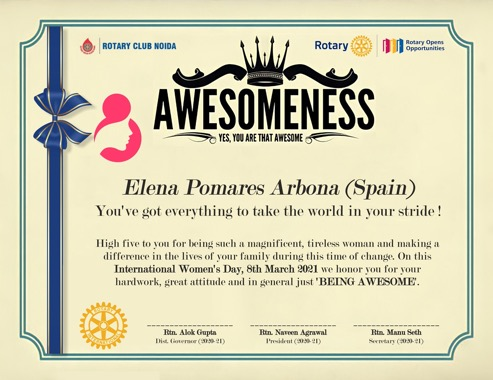 ROTARY CLUB NOIDA
Rotary
Rotary Opens
Opportunities
AWESOMENESS
YES, YOU ARE THAT AWESOME
Elena Pomares Arbona (Spain)
You've got everything to take the world in your stride !
High five to you for being such a magnificent, tireless woman and making a
difference in the lives of your family during this time of change. On this
International Women's Day, 8th March 2021 we honor you for your
hardwork, great attitude and in general just 'BEING AWESOME'.
Rtn. Alok Gupta
Dist. Governor (2020-21)
Rtn. Naveen Agrawal
President (2020-21)
Rtn. Manu Seth
Secretary (2020-21)